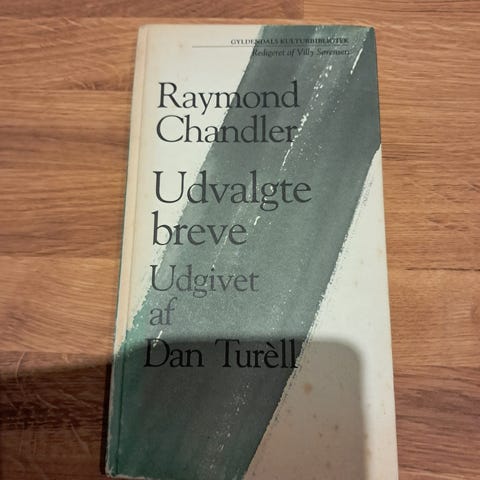 GYLDENDALS KULTURBIBLIOTEK
Redigeret af Villy Sørensen
Raymond
Chandler
Udvalgte
breve
Udgivet
af
Dan Turèll